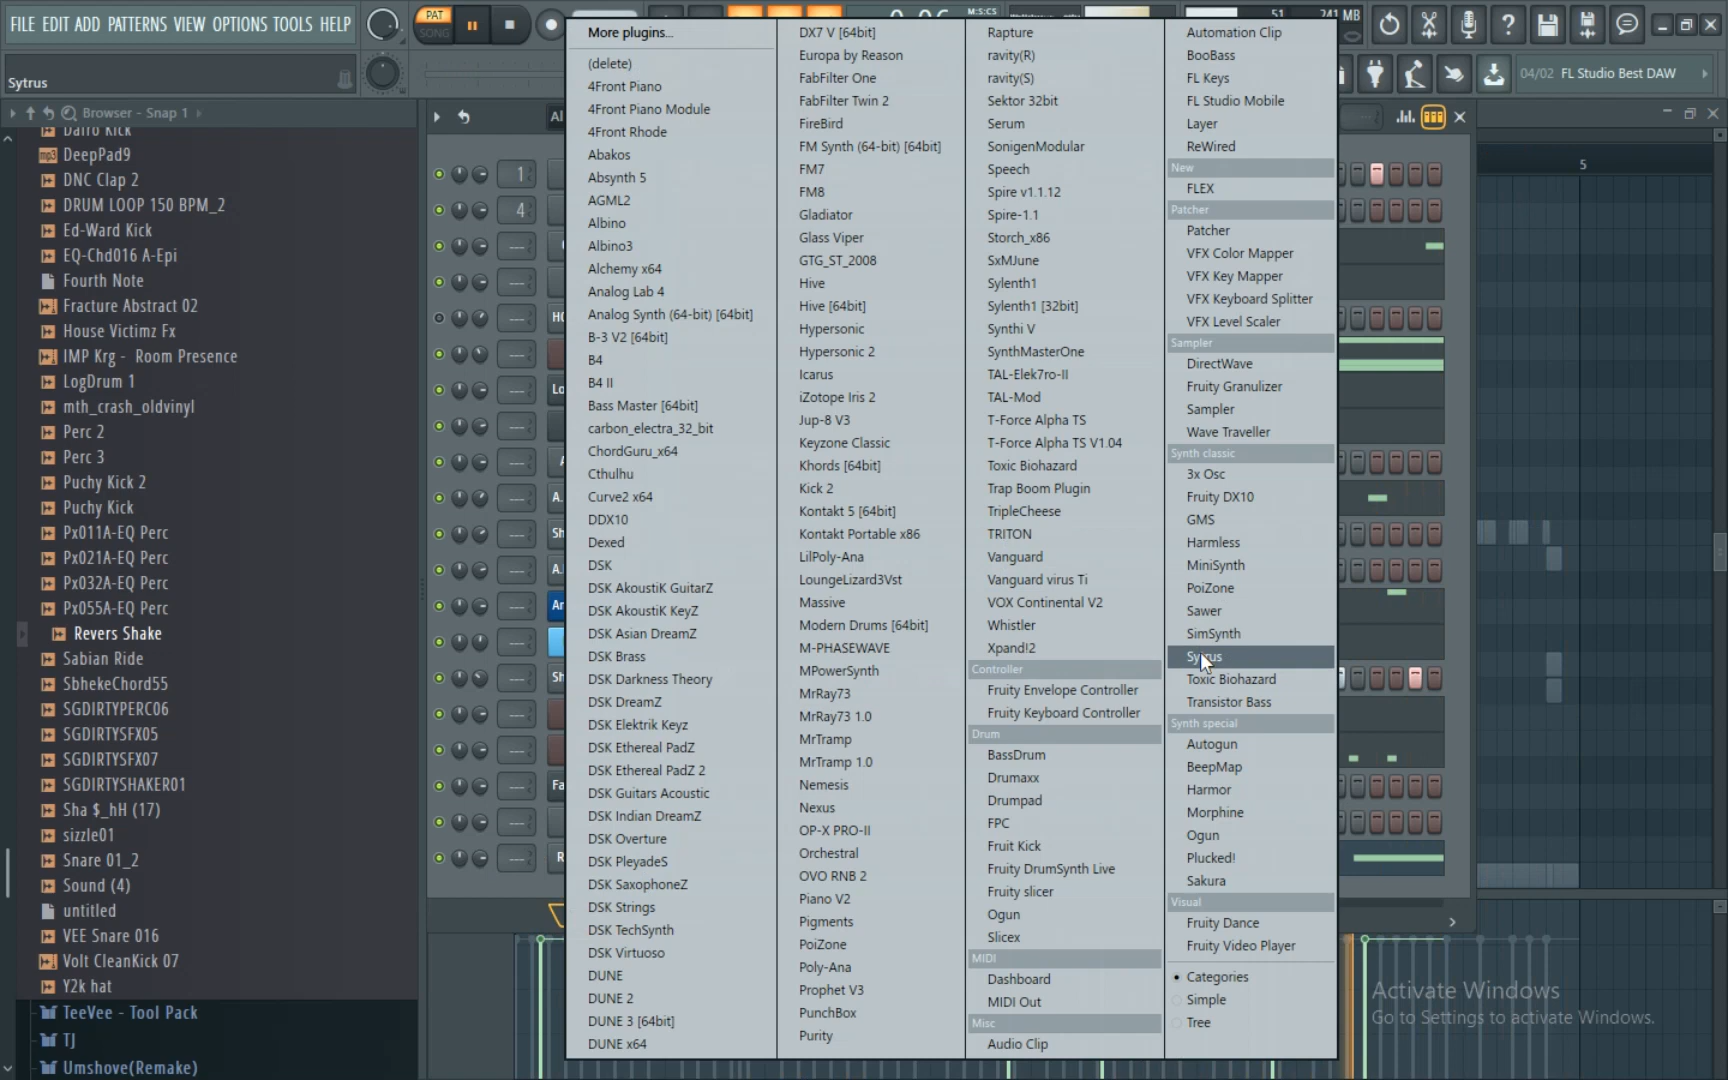 FILE EDIT ADD PATTERNS VIEW OPTIONS TOOLS HELP
PAT
SONG
M:S:CS
51
241 MB
Sytrus
04/02 FL Studio Best DAW
Browser - Snap 1
5
Dafro Kick
DeepPad9
DNC Clap 2
DRUM LOOP 150 BPM_2
Ed-Ward Kick
EQ-Chd016 A-Epi
Fourth Note
Fracture Abstract 02
House Victimz Fx
IMP Krg - Room Presence
LogDrum 1
mth_crash_oldvinyl
Perc 2
Perc 3
Puchy Kick 2
Puchy Kick
Px011A-EQ Perc
Px021A-EQ Perc
Px032A-EQ Perc
Px055A-EQ Perc
Revers Shake
Sabian Ride
SbhekeChord55
SGDIRTYPERC06
SGDIRTYSFX05
SGDIRTYSFX07
SGDIRTYSHAKER01
Sha $_hH (17)
sizzle01
Snare 01_2
Sound (4)
untitled
VEE Snare 016
Volt CleanKick 07
Y2k hat
TeeVee - Tool Pack
TJ
Umshove(Remake)
1
4
More plugins...
(delete)
4Front Piano
4Front Piano Module
4Front Rhode
Abakos
Absynth 5
AGML2
Albino
Albino3
Alchemy x64
Analog Lab 4
Analog Synth (64-bit) [64bit]
B-3 V2 [64bit]
B4
B4 II
Bass Master [64bit]
carbon_electra_32_bit
ChordGuru_x64
Cthulhu
Curve2 x64
DDX10
Dexed
DSK
DSK AkoustiK GuitarZ
DSK AkoustiK KeyZ
DSK Asian DreamZ
DSK Brass
DSK Darkness Theory
DSK DreamZ
DSK Elektrik Keyz
DSK Ethereal PadZ
DSK Ethereal PadZ 2
DSK Guitars Acoustic
DSK Indian DreamZ
DSK Overture
DSK PleyadeS
DSK SaxophoneZ
DSK Strings
DSK TechSynth
DSK Virtuoso
DUNE
DUNE 2
DUNE 3 [64bit]
DUNE x64
DX7 V [64bit]
Europa by Reason
FabFilter One
FabFilter Twin 2
FireBird
FM Synth (64-bit) [64bit]
FM7
FM8
Gladiator
Glass Viper
GTG_ST_2008
Hive
Hive [64bit]
Hypersonic
Hypersonic 2
Icarus
iZotope Iris 2
Jup-8 V3
Keyzone Classic
Khords [64bit]
Kick 2
Kontakt 5 [64bit]
Kontakt Portable x86
LilPoly-Ana
LoungeLizard3Vst
Massive
Modern Drums [64bit]
M-PHASEWAVE
MPowerSynth
MrRay73
MrRay73 1.0
MrTramp
MrTramp 1.0
Nemesis
Nexus
OP-X PRO-II
Orchestral
OVO RNB 2
Piano V2
Pigments
PoiZone
Poly-Ana
Prophet V3
PunchBox
Purity
Rapture
ravity(R)
ravity(S)
Sektor 32bit
Serum
SonigenModular
Speech
Spire v1.1.12
Spire-1.1
Storch_x86
SxMJune
Sylenth1
Sylenth1 [32bit]
Synthi V
SynthMasterOne
TAL-Elek7ro-II
TAL-Mod
T-Force Alpha TS
T-Force Alpha TS V1.04
Toxic Biohazard
Trap Boom Plugin
TripleCheese
TRITON
Vanguard
Vanguard virus Ti
VOX Continental V2
Whistler
Xpand!2
Controller
Fruity Envelope Controller
Fruity Keyboard Controller
Drum
BassDrum
Drumaxx
Drumpad
FPC
Fruit Kick
Fruity DrumSynth Live
Fruity slicer
Ogun
Slicex
MIDI
Dashboard
MIDI Out
Misc
Audio Clip
Automation Clip
BooBass
FL Keys
FL Studio Mobile
Layer
ReWired
New
FLEX
Patcher
Patcher
VFX Color Mapper
VFX Key Mapper
VFX Keyboard Splitter
VFX Level Scaler
Sampler
DirectWave
Fruity Granulizer
Sampler
Wave Traveller
Synth classic
3x Osc
Fruity DX10
GMS
Harmless
MiniSynth
PoiZone
Sawer
SimSynth
Sytrus
Toxic Biohazard
Transistor Bass
Synth special
Autogun
BeepMap
Harmor
Morphine
Ogun
Plucked!
Sakura
Visual
Fruity Dance
Fruity Video Player
Categories
Simple
Tree
Activate Windows
Go to Settings to activate Windows.